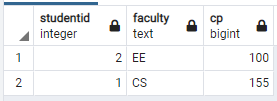 studentid faculty cp
integer text bigint
1 2 EE 100
2 1 CS 155